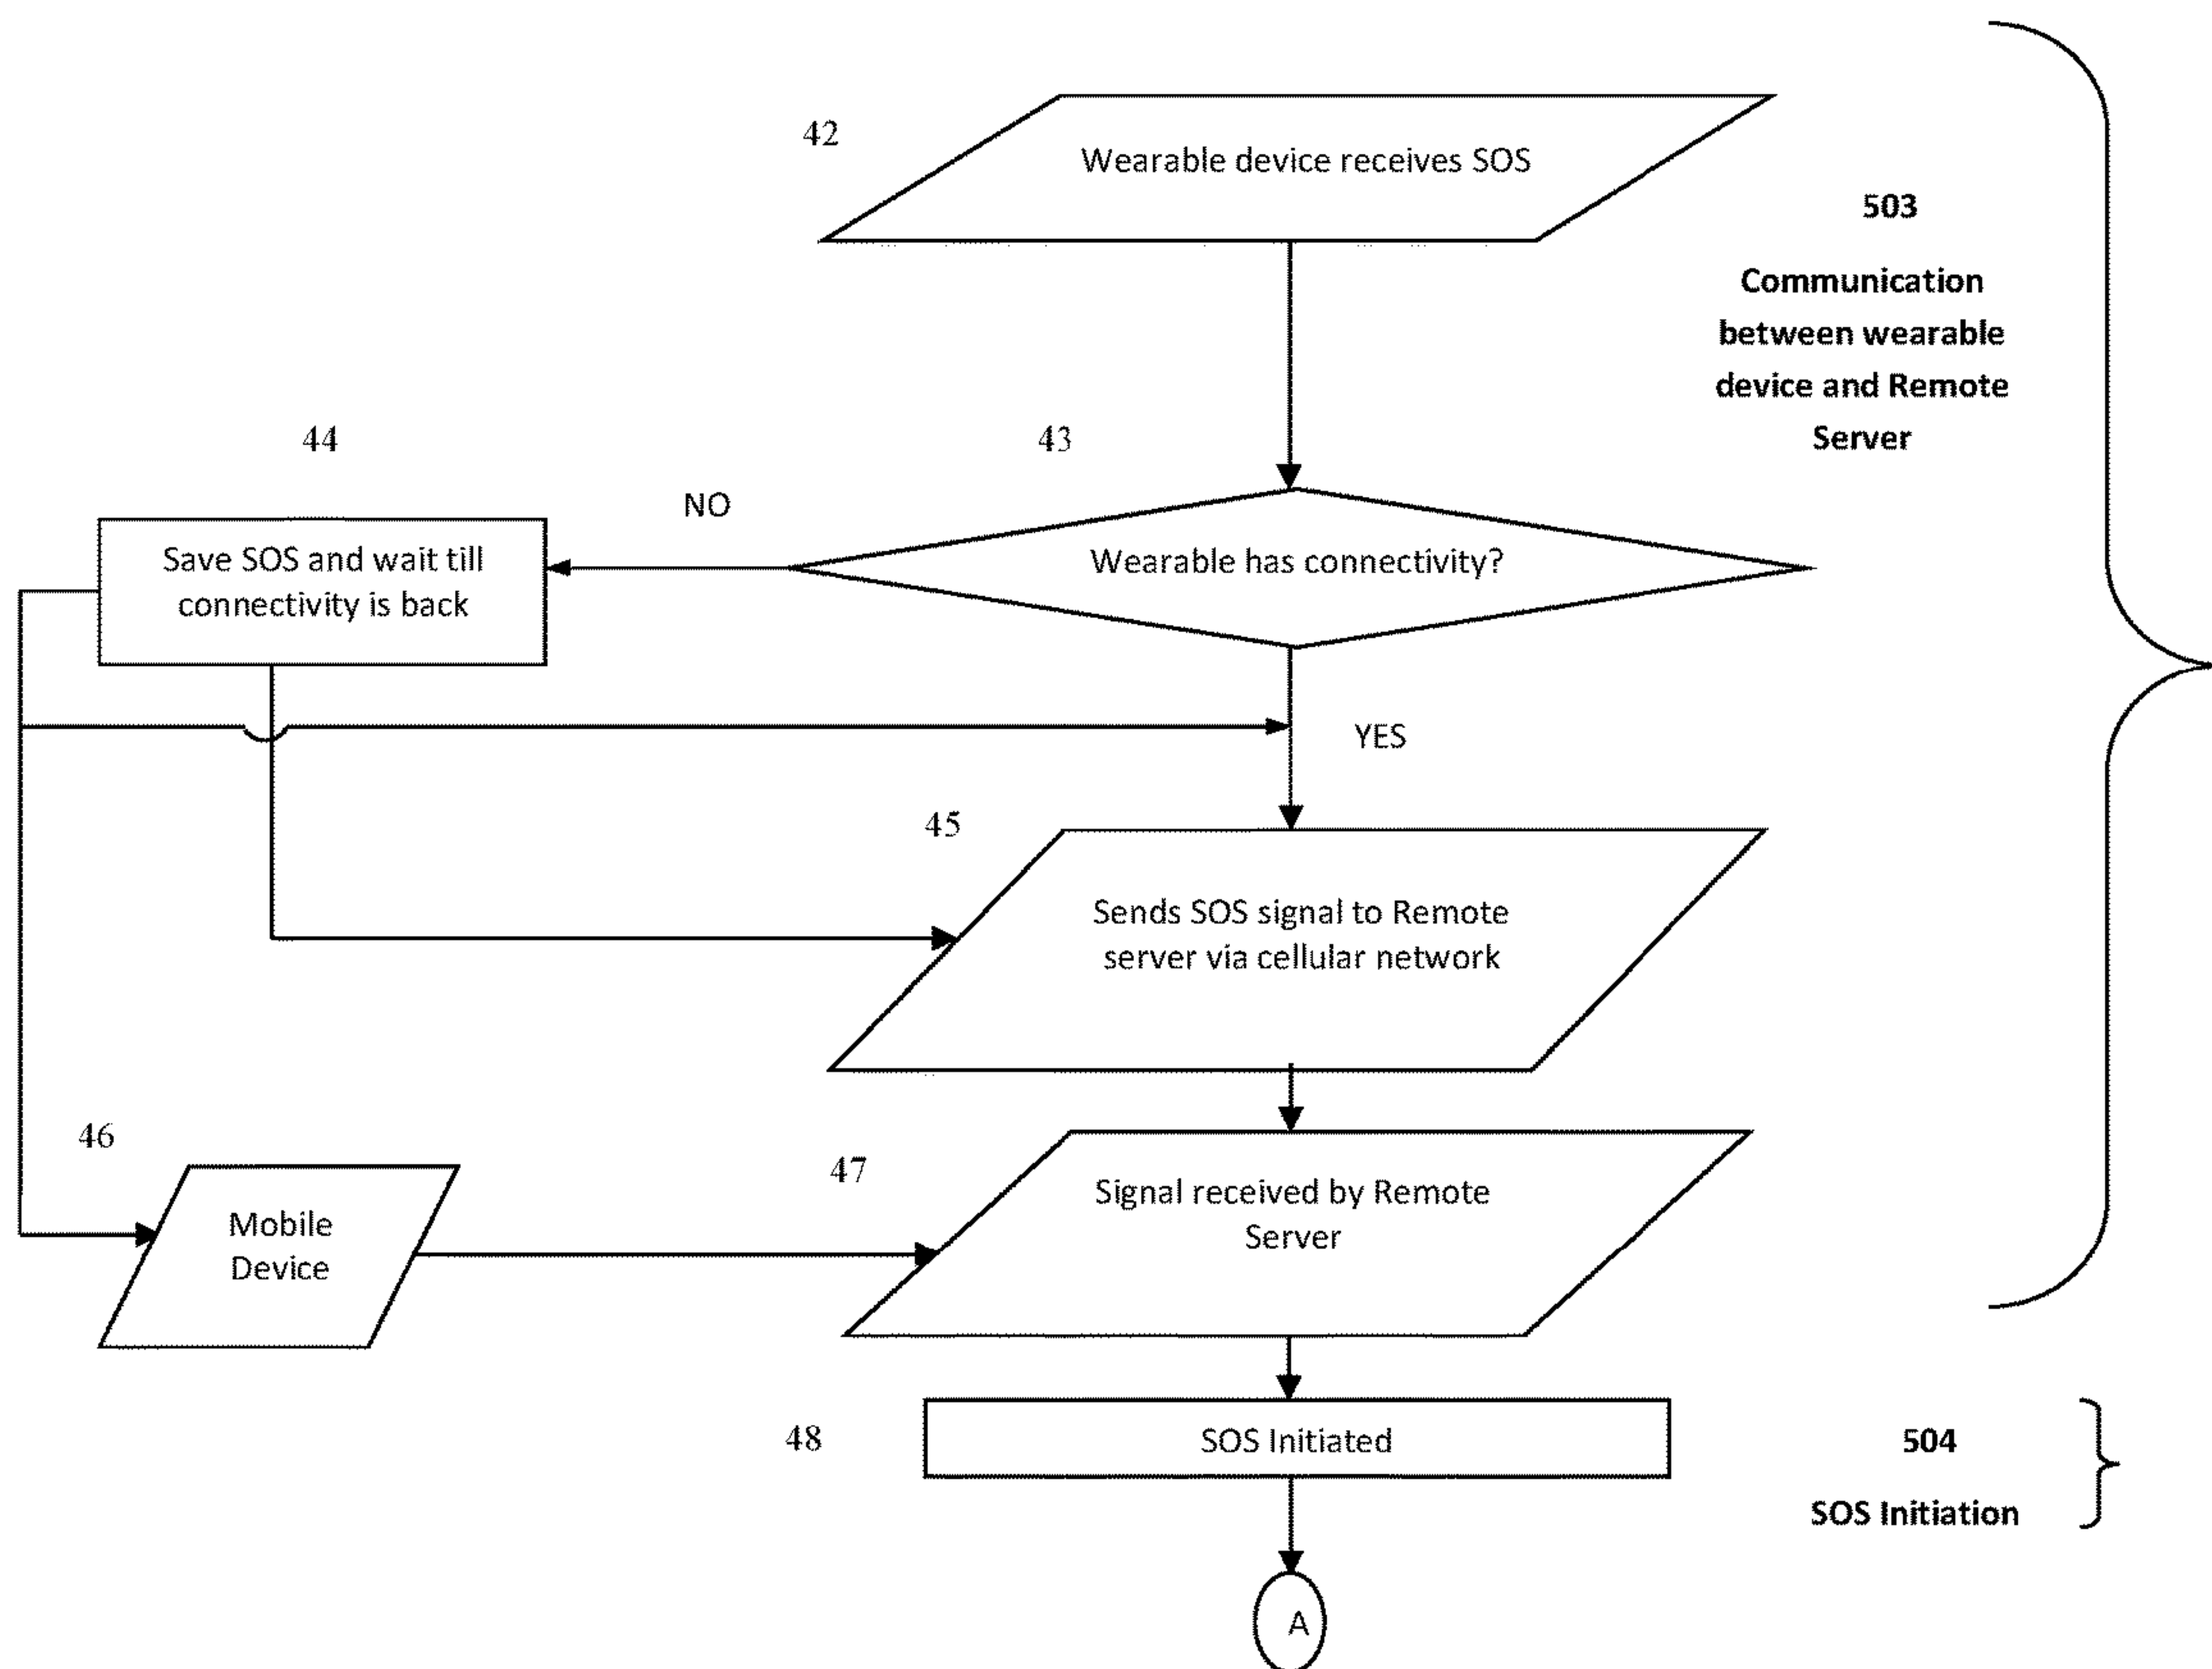 42
Wearable device receives SOS
503
Communication
between wearable
device and Remote
Server
44
43
NO
Save SOS and wait till
connectivity is back
Wearable has connectivity?
YES
45
Sends SOS signal to Remote
server via cellular network
46
47
Mobile
Device
Signal received by Remote
Server
48
SOS Initiated
504
SOS Initiation
A